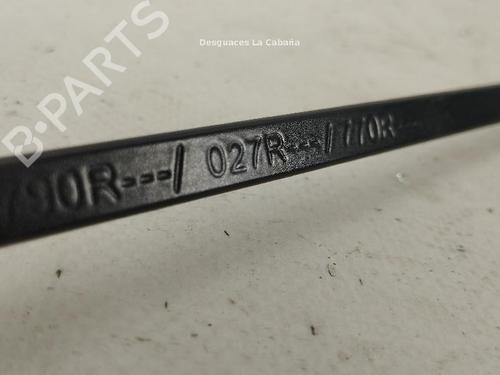 Desguaces La Cabaña
B-PARTS
790R---/ 027R---/770R---